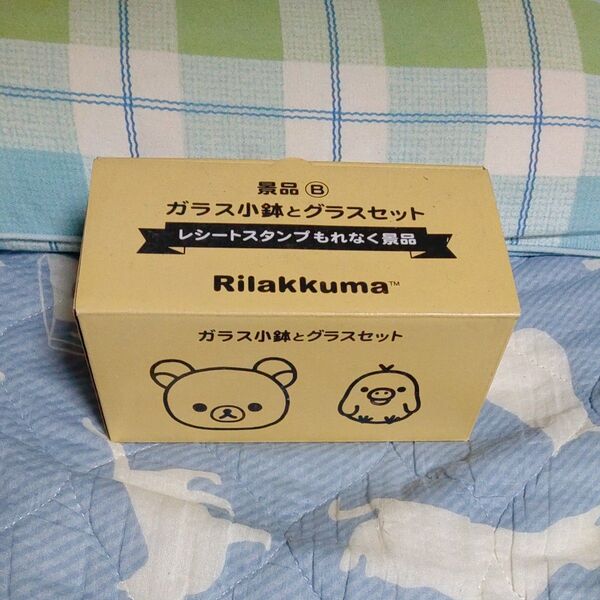 景品 Ⓑ
ガラス小鉢とグラスセット
レシートスタンプ もれなく景品
Rilakkuma™
ガラス小鉢とグラスセット